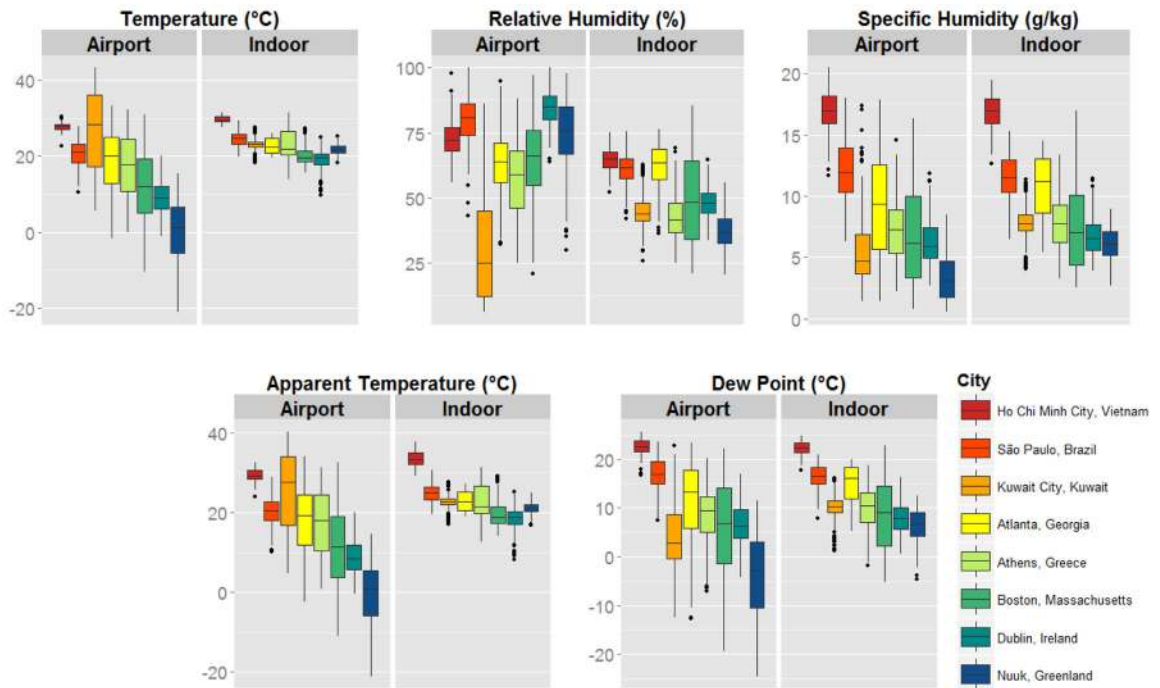 Temperature (°C)
Airport Indoor
40
20
0
-20
Relative Humidity (%)
Airport Indoor
100
75
50
25
Specific Humidity (g/kg)
Airport Indoor
20
15
10
5
0
Apparent Temperature (°C)
Airport Indoor
40
20
0
-20
Dew Point (°C)
Airport Indoor
20
10
0
-10
-20
City
Ho Chi Minh City, Vietnam
São Paulo, Brazil
Kuwait City, Kuwait
Atlanta, Georgia
Athens, Greece
Boston, Massachusetts
Dublin, Ireland
Nuuk, Greenland